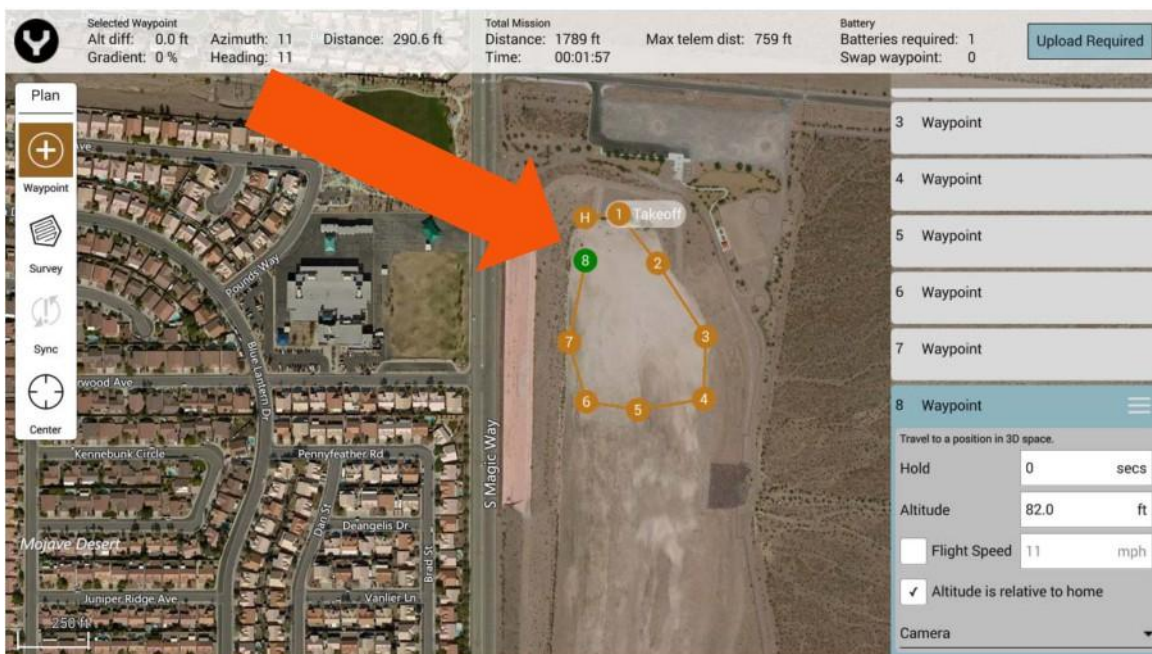 Selected Waypoint
Alt diff: 0.0 ft Azimuth: 11 Distance: 290.6 ft
Gradient: 0 % Heading: 11
Total Mission
Distance: 1789 ft Max telem dist: 759 ft
Time: 00:01:57
Battery
Batteries required: 1
Swap waypoint: 0
Upload Required
Plan
Waypoint
Survey
Sync
Center
ve
Pounds Way
Blue Lantern Dr
rwood Ave
Kennebunk Circle
Pennyfeather Rd
Dan St
Deangelis Dr
Brad St
Mojave Desert
Juniper Ridge Ave
Vanlier Ln
250 ft
S Magic Way
H
1 Takeoff
2
3
4
5
6
7
8
3 Waypoint
4 Waypoint
5 Waypoint
6 Waypoint
7 Waypoint
8 Waypoint
Travel to a position in 3D space.
Hold 0 secs
Altitude 82.0 ft
Flight Speed 11 mph
✓ Altitude is relative to home
Camera